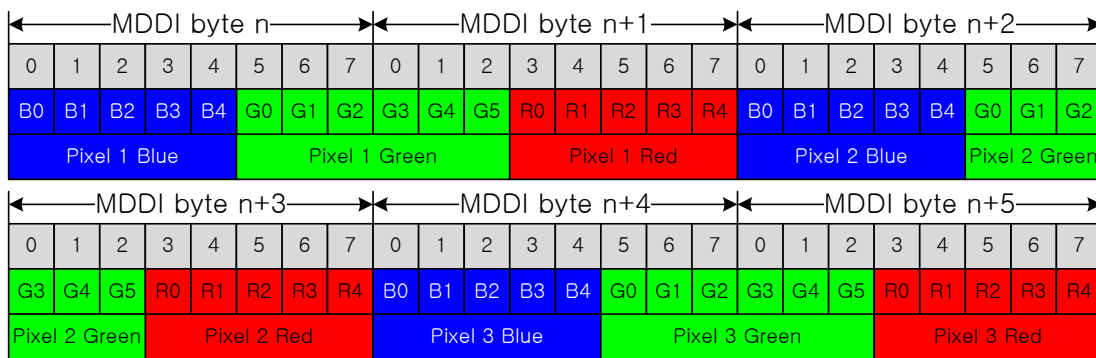 MDDI byte n MDDI byte n+1 MDDI byte n+2
0 1 2 3 4 5 6 7 0 1 2 3 4 5 6 7 0 1 2 3 4 5 6 7
B0 B1 B2 B3 B4 G0 G1 G2 G3 G4 G5 R0 R1 R2 R3 R4 B0 B1 B2 B3 B4 G0 G1 G2
Pixel 1 Blue Pixel 1 Green Pixel 1 Red Pixel 2 Blue Pixel 2 Green
MDDI byte n+3 MDDI byte n+4 MDDI byte n+5
0 1 2 3 4 5 6 7 0 1 2 3 4 5 6 7 0 1 2 3 4 5 6 7
G3 G4 G5 R0 R1 R2 R3 R4 B0 B1 B2 B3 B4 G0 G1 G2 G3 G4 G5 R0 R1 R2 R3 R4
Pixel 2 Green Pixel 2 Red Pixel 3 Blue Pixel 3 Green Pixel 3 Red